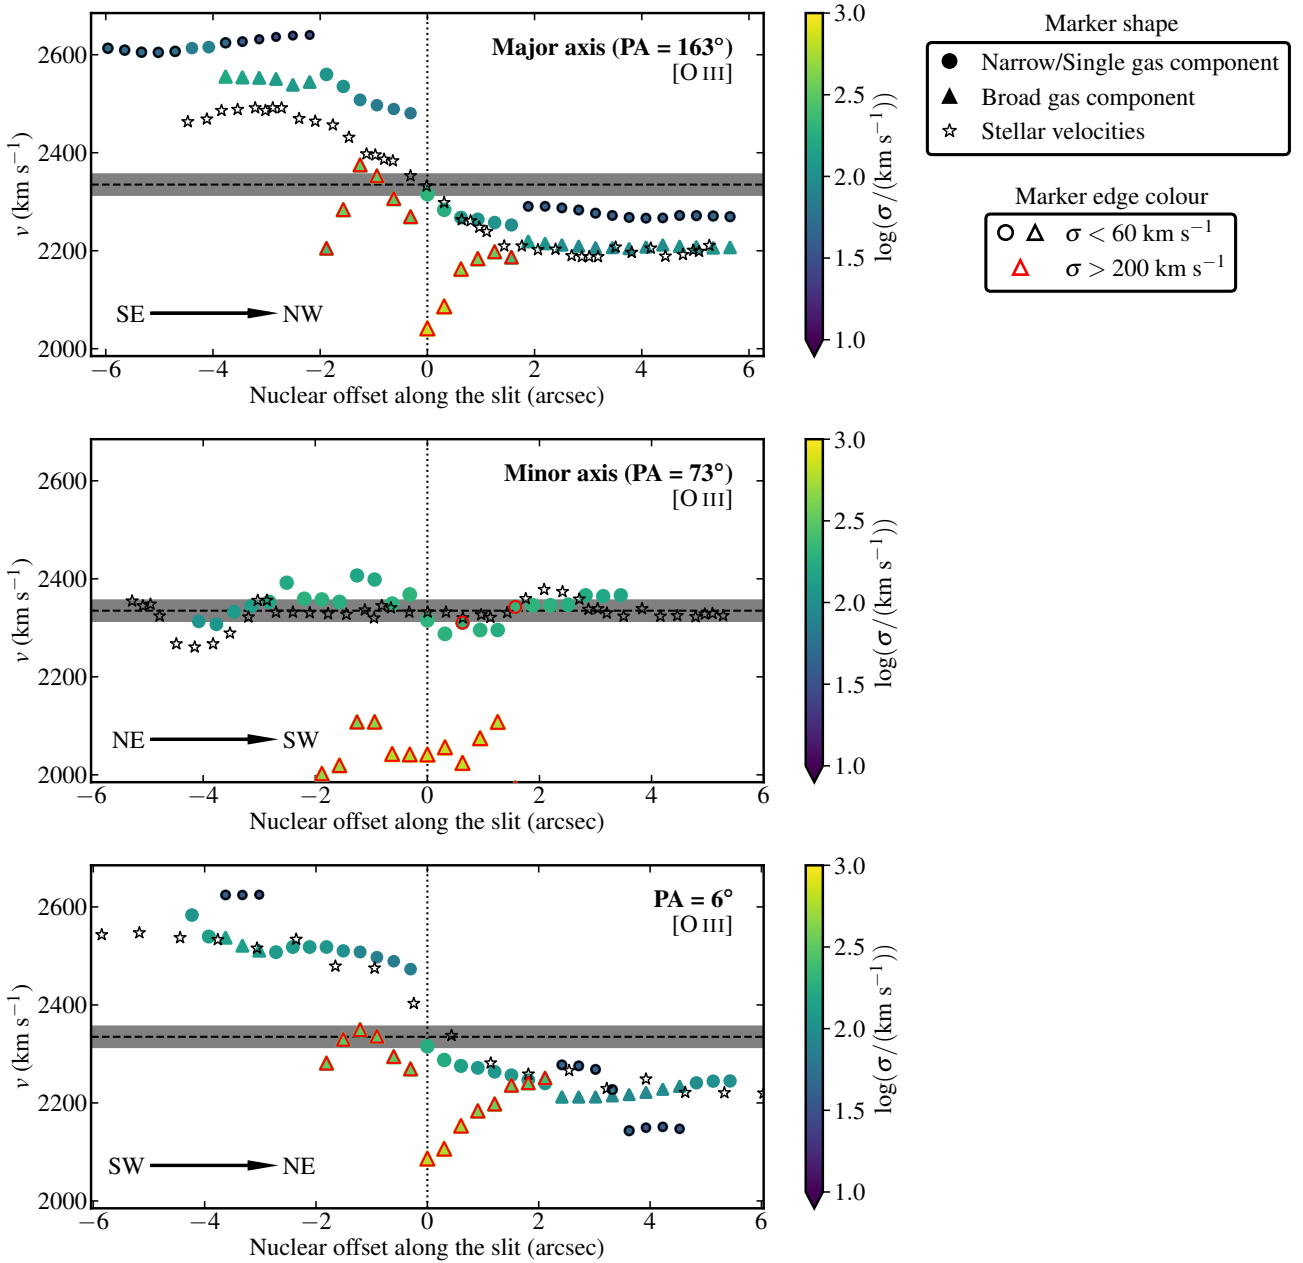 Major axis (PA = 163°)
[O III]
SE NW
2600
2400
2200
2000
v (km s⁻¹)
−6 −4 −2 0 2 4 6
Nuclear offset along the slit (arcsec)
3.0
2.5
2.0
1.5
1.0
log(σ/(km s⁻¹))
Marker shape
Narrow/Single gas component
Broad gas component
Stellar velocities
Marker edge colour
σ < 60 km s⁻¹
σ > 200 km s⁻¹
Minor axis (PA = 73°)
[O III]
NE SW
2600
2400
2200
2000
v (km s⁻¹)
−6 −4 −2 0 2 4 6
Nuclear offset along the slit (arcsec)
3.0
2.5
2.0
1.5
1.0
log(σ/(km s⁻¹))
PA = 6°
[O III]
SW NE
2600
2400
2200
2000
v (km s⁻¹)
−6 −4 −2 0 2 4 6
Nuclear offset along the slit (arcsec)
3.0
2.5
2.0
1.5
1.0
log(σ/(km s⁻¹))